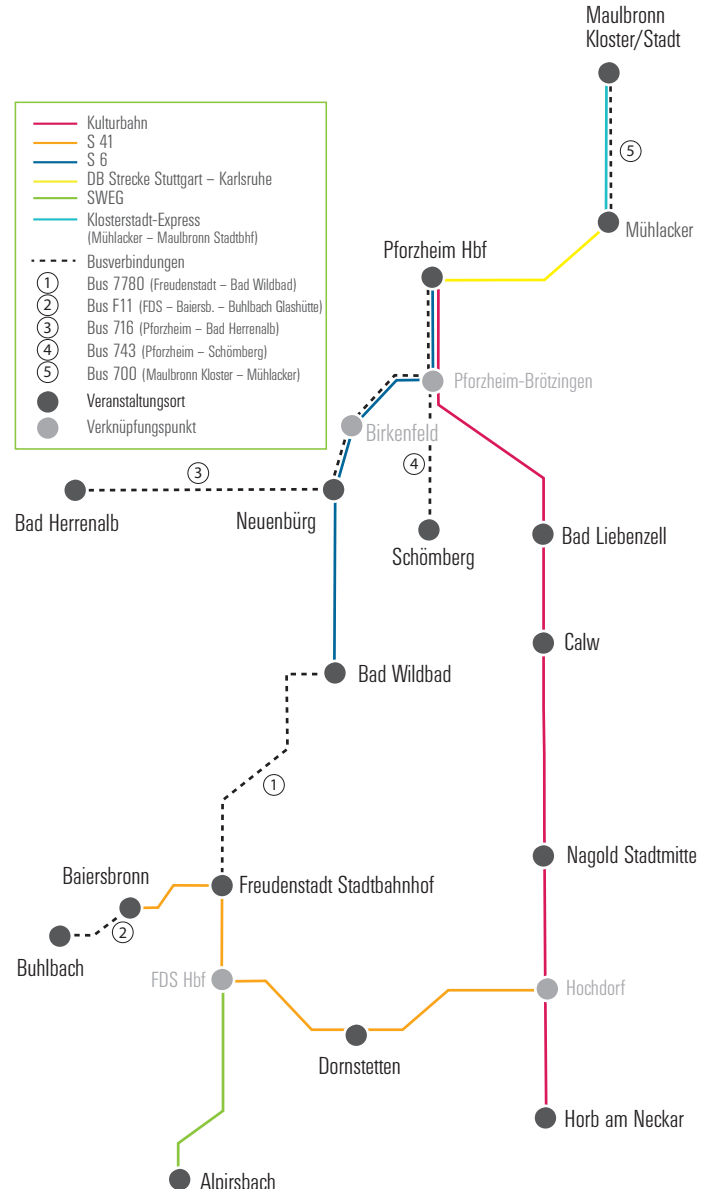 Maulbronn
Kloster/Stadt
Kulturbahn
S 41
S 6
DB Strecke Stuttgart – Karlsruhe
SWEG
Klosterstadt-Express
(Mühlacker – Maulbronn Stadtbhf)
Busverbindungen
1 Bus 7780 (Freudenstadt – Bad Wildbad)
2 Bus F11 (FDS – Baiersb. – Buhlbach Glashütte)
3 Bus 716 (Pforzheim – Bad Herrenalb)
4 Bus 743 (Pforzheim – Schömberg)
5 Bus 700 (Maulbronn Kloster – Mühlacker)
Veranstaltungsort
Verknüpfungspunkt
5
Mühlacker
Pforzheim Hbf
Pforzheim-Brötzingen
Birkenfeld
3
4
Bad Herrenalb
Neuenbürg
Schömberg
Bad Liebenzell
Calw
Bad Wildbad
1
Nagold Stadtmitte
Baiersbronn
Freudenstadt Stadtbahnhof
2
Buhlbach
FDS Hbf
Hochdorf
Dornstetten
Horb am Neckar
Alpirsbach